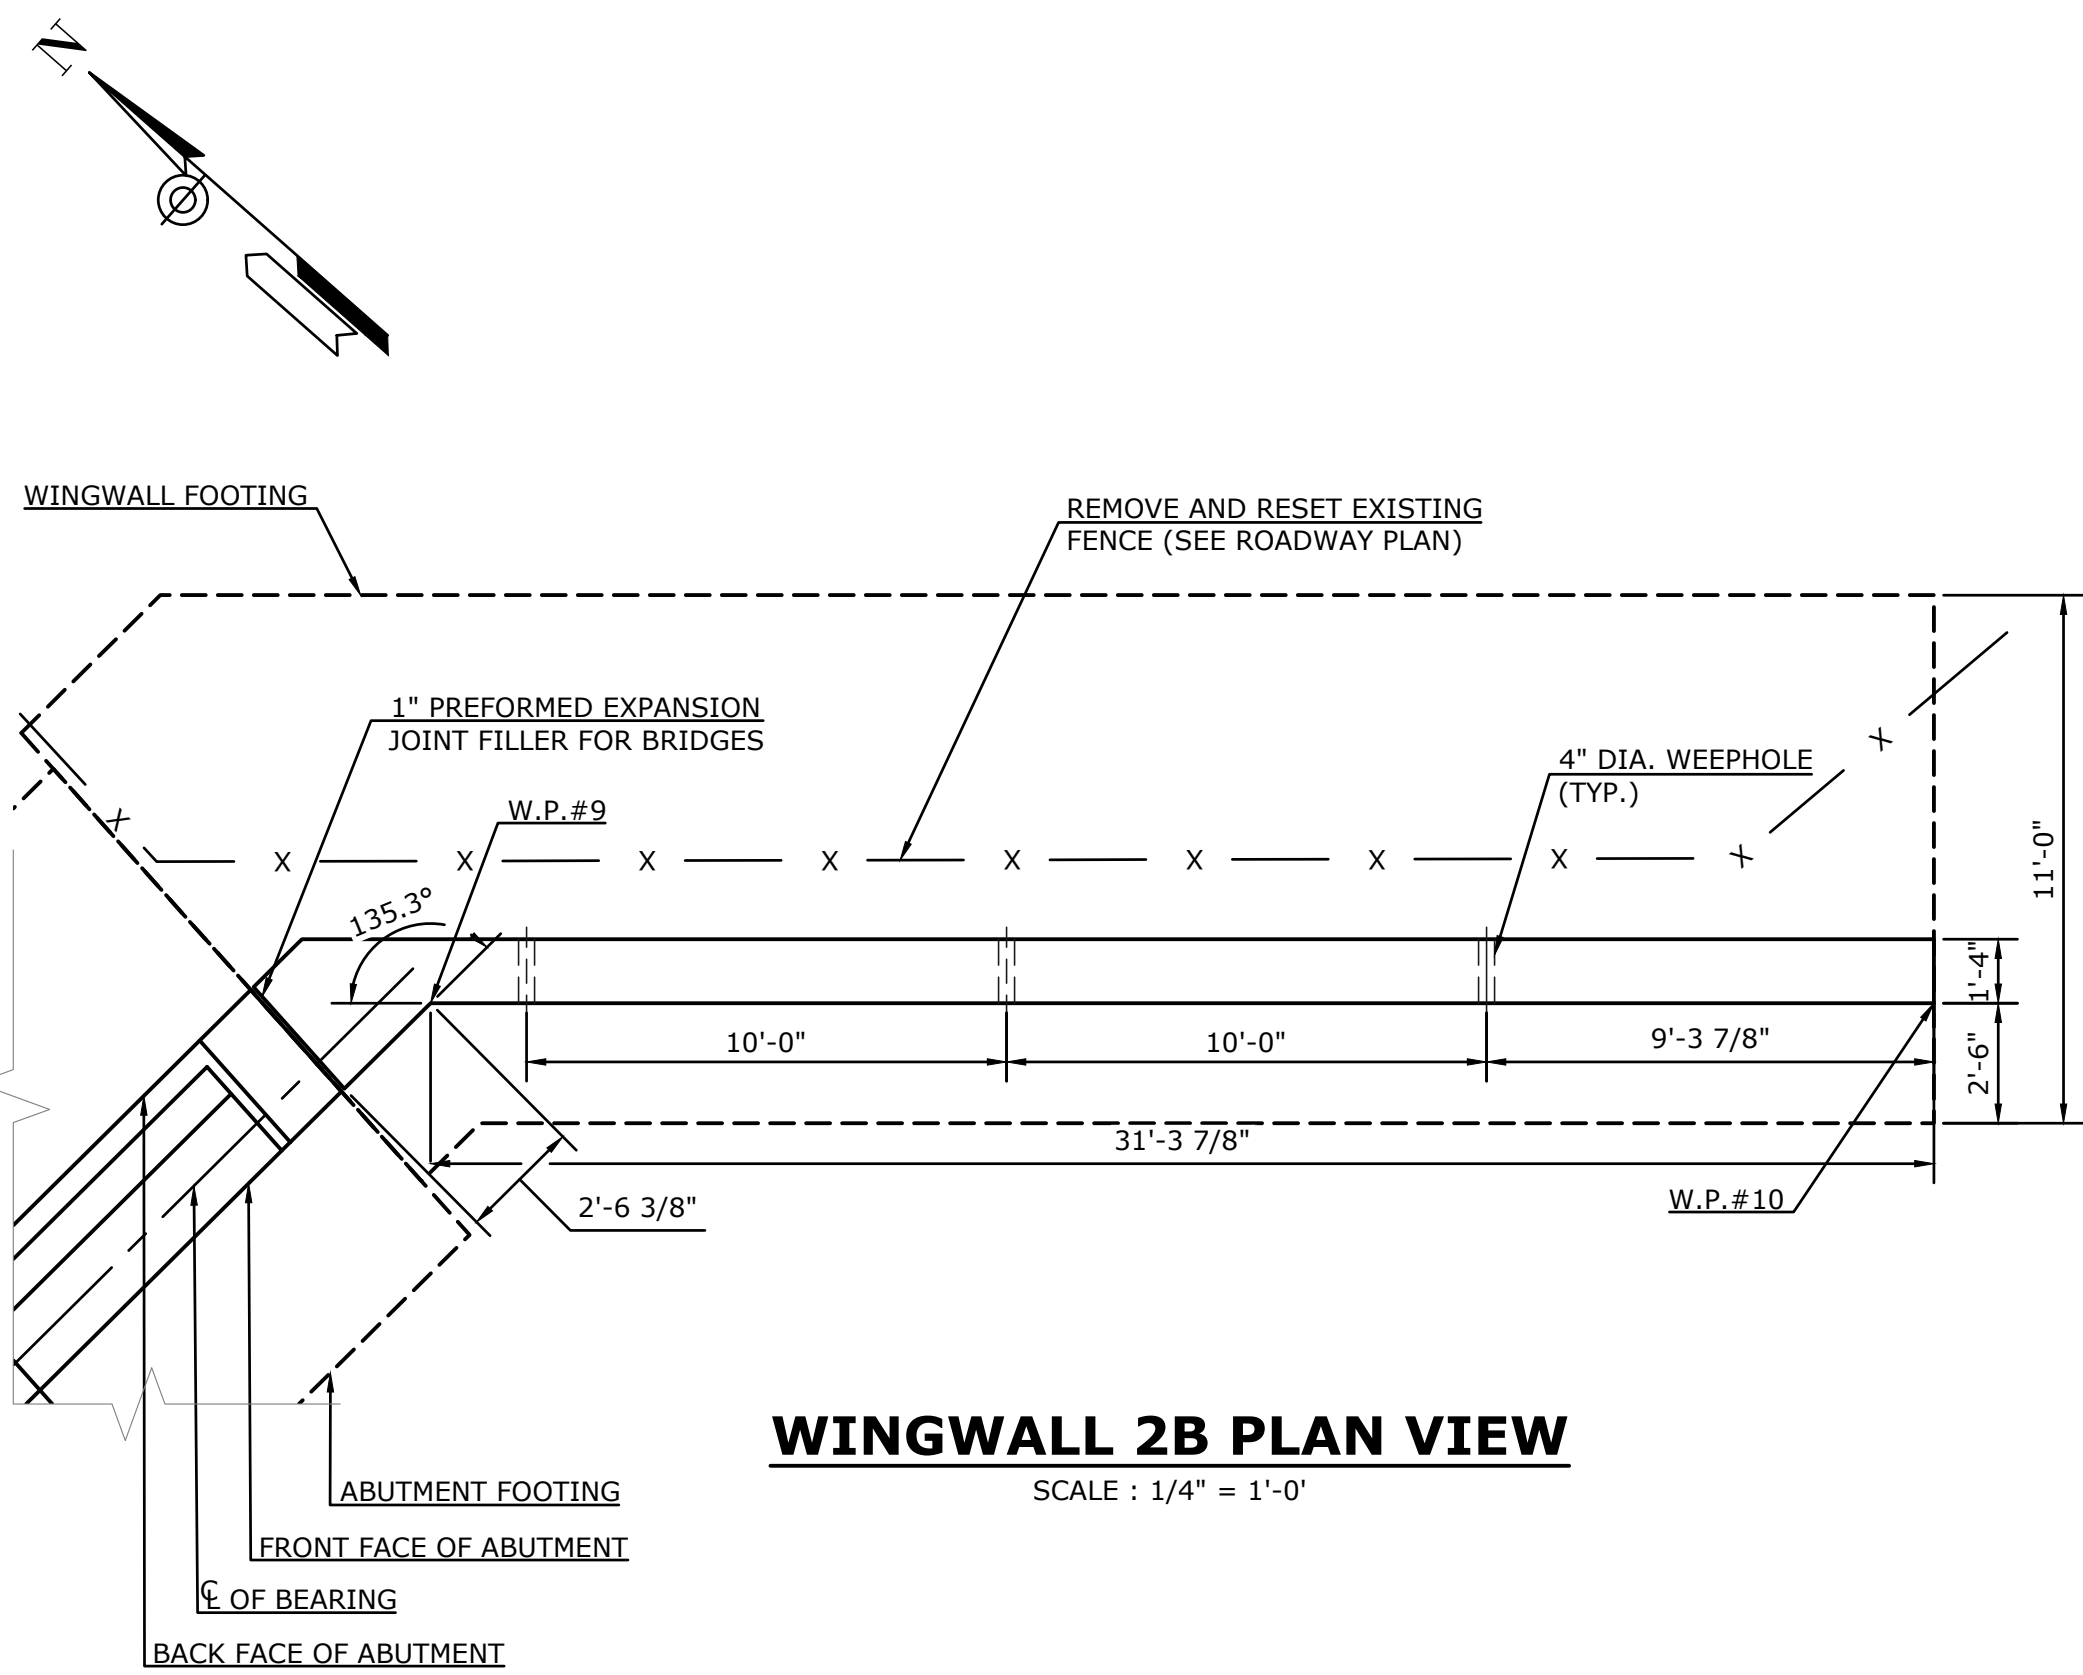 N
WINGWALL FOOTING
REMOVE AND RESET EXISTING
FENCE (SEE ROADWAY PLAN)
1" PREFORMED EXPANSION
JOINT FILLER FOR BRIDGES
4" DIA. WEEPHOLE
(TYP.)
W.P.#9
X
X X X X X X X X X X
135.3°
11'-0"
1'-4"
2'-6"
10'-0"
10'-0"
9'-3 7/8"
31'-3 7/8"
2'-6 3/8"
W.P.#10
WINGWALL 2B PLAN VIEW
SCALE : 1/4" = 1'-0'
ABUTMENT FOOTING
FRONT FACE OF ABUTMENT
℄ OF BEARING
BACK FACE OF ABUTMENT